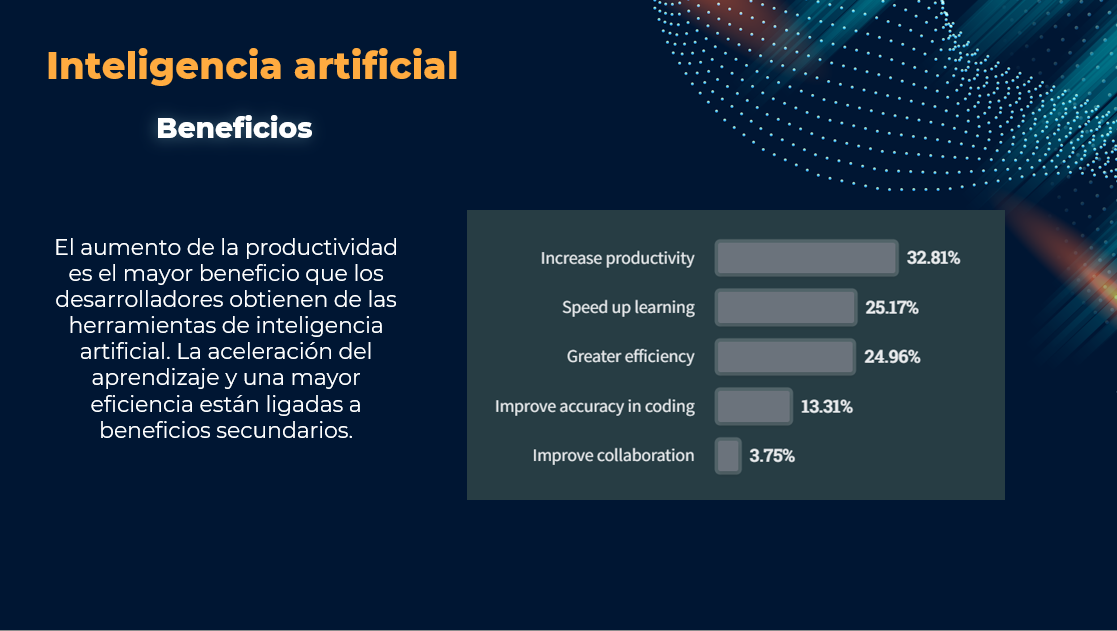 Inteligencia artificial
Beneficios
El aumento de la productividad
es el mayor beneficio que los
desarrolladores obtienen de las
herramientas de inteligencia
artificial. La aceleración del
aprendizaje y una mayor
eficiencia están ligadas a
beneficios secundarios.
Increase productivity 32.81%
Speed up learning 25.17%
Greater efficiency 24.96%
Improve accuracy in coding 13.31%
Improve collaboration 3.75%